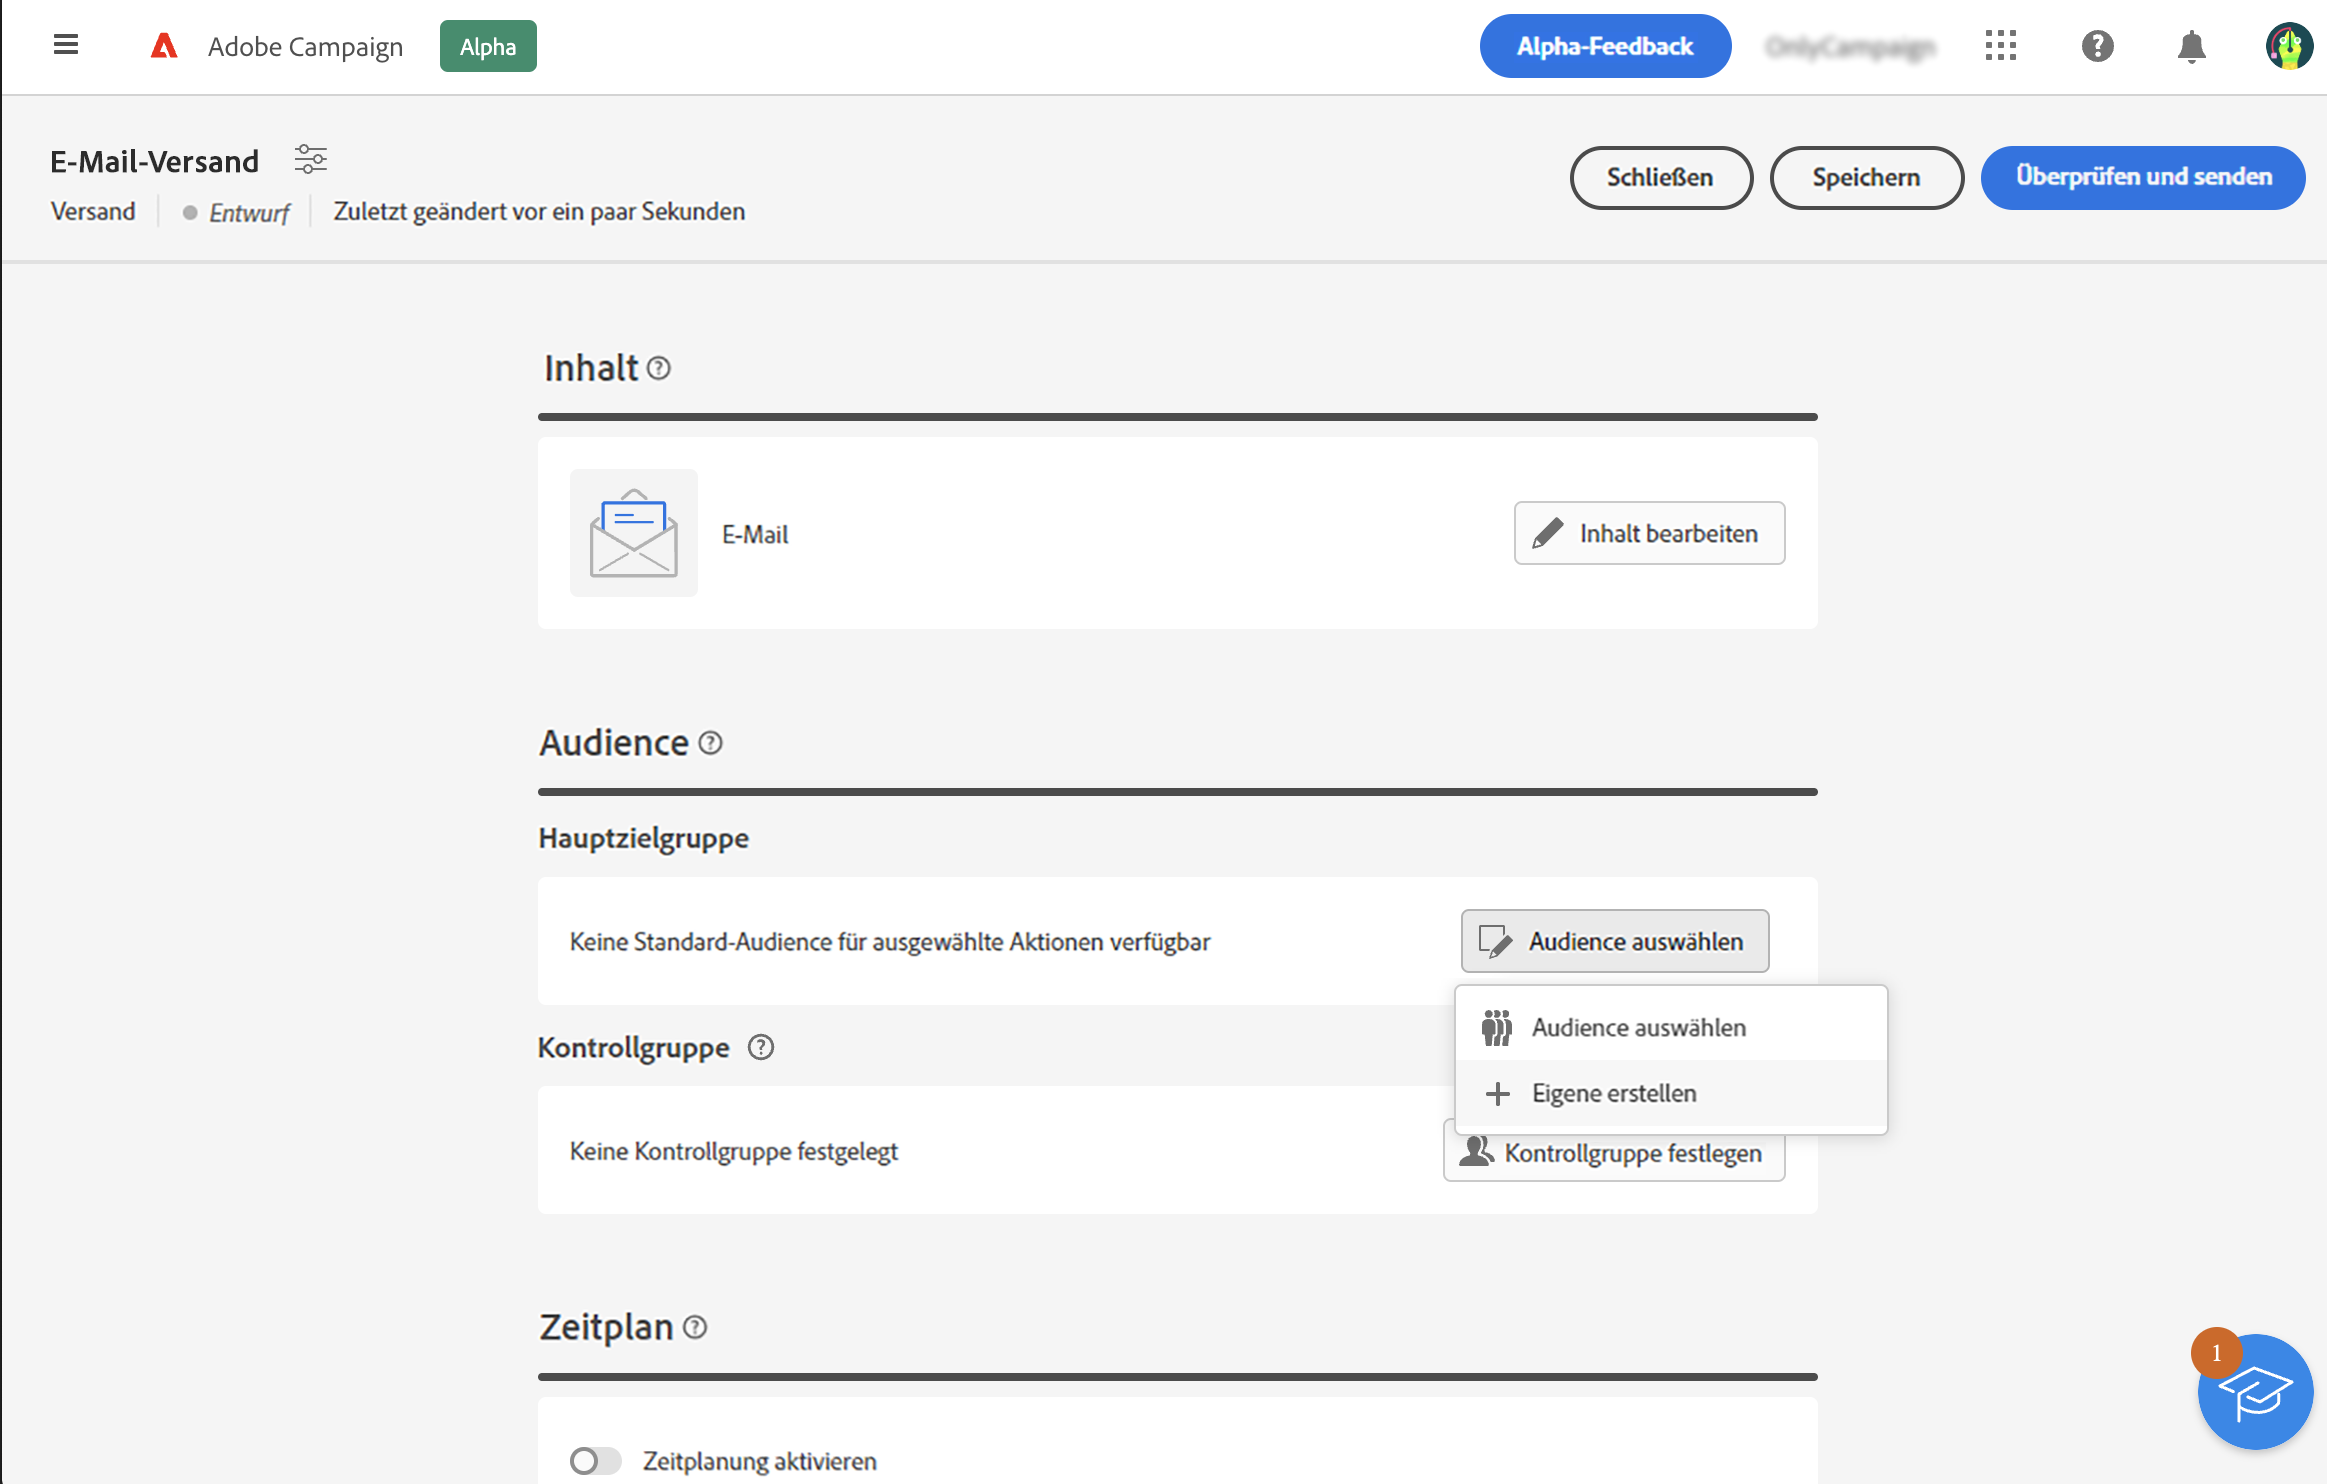 Adobe Campaign
Alpha
Alpha-Feedback
E-Mail-Versand
Schließen
Speichern
Überprüfen und senden
Versand
Entwurf
Zuletzt geändert vor ein paar Sekunden
Inhalt
E-Mail
Inhalt bearbeiten
Audience
Hauptzielgruppe
Keine Standard-Audience für ausgewählte Aktionen verfügbar
Audience auswählen
Audience auswählen
Eigene erstellen
Kontrollgruppe
Keine Kontrollgruppe festgelegt
Kontrollgruppe festlegen
Zeitplan
1
Zeitplanung aktivieren